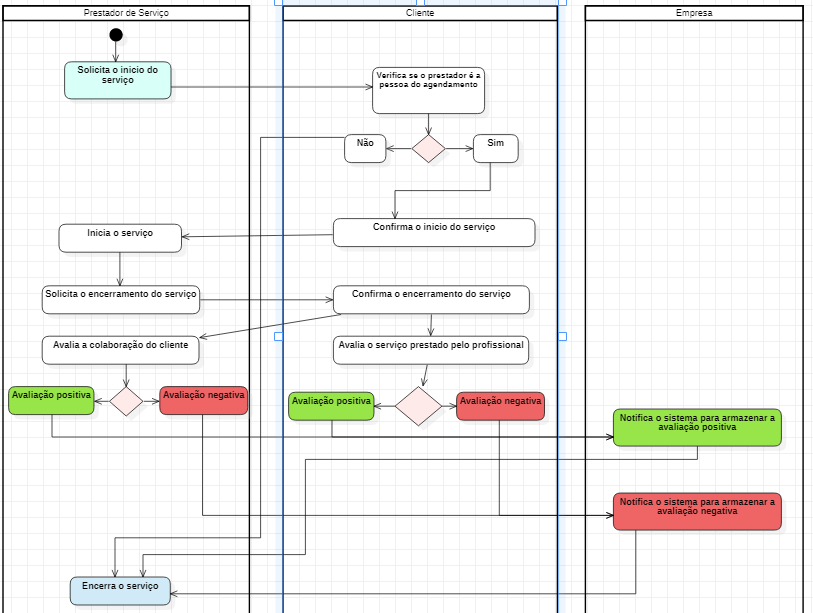 Prestador de Serviço
Cliente
Empresa
Solicita o inicio do
serviço
Verifica se o prestador é a
pessoa do agendamento
Não
Sim
Confirma o inicio do serviço
Inicia o serviço
Solicita o encerramento do serviço
Confirma o encerramento do serviço
Avalia a colaboração do cliente
Avalia o serviço prestado pelo profissional
Avaliação positiva
Avaliação negativa
Avaliação positiva
Avaliação negativa
Notifica o sistema para armazenar a
avaliação positiva
Notifica o sistema para armazenar a
avaliação negativa
Encerra o serviço